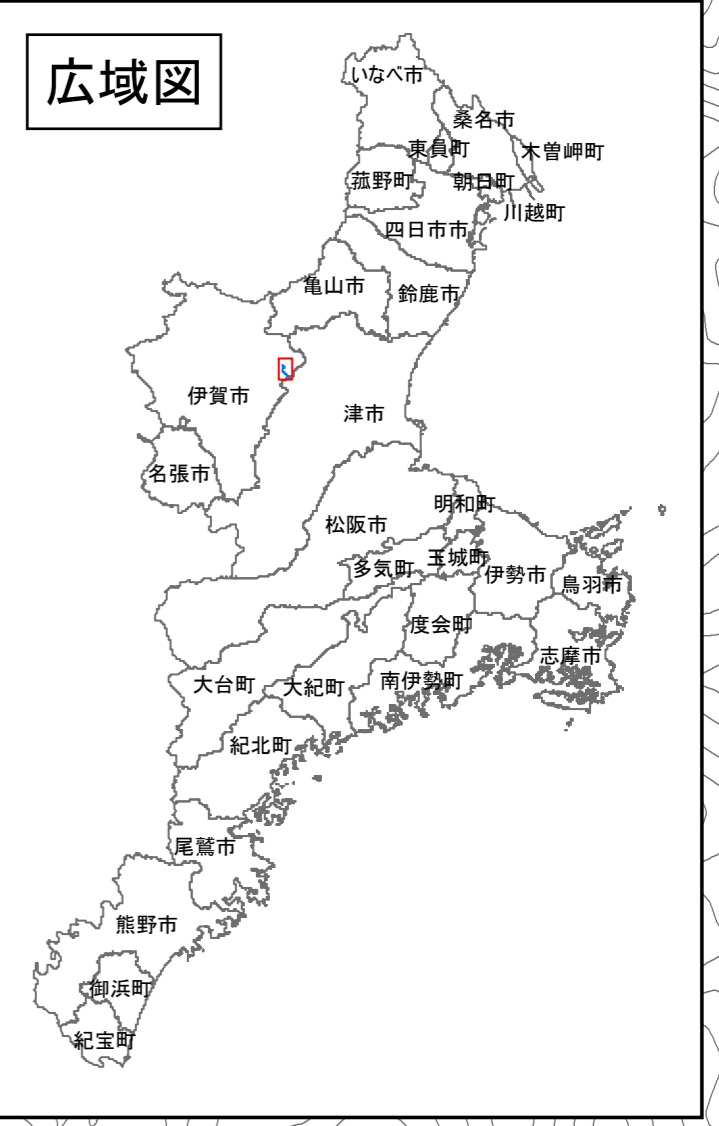 広域図
いなべ市
桑名市
東員町
木曽岬町
菰野町
朝日町
川越町
四日市市
亀山市
鈴鹿市
伊賀市
津市
名張市
明和町
松阪市
玉城町
多気町
伊勢市
鳥羽市
度会町
志摩市
大台町
大紀町
南伊勢町
紀北町
尾鷲市
熊野市
御浜町
紀宝町